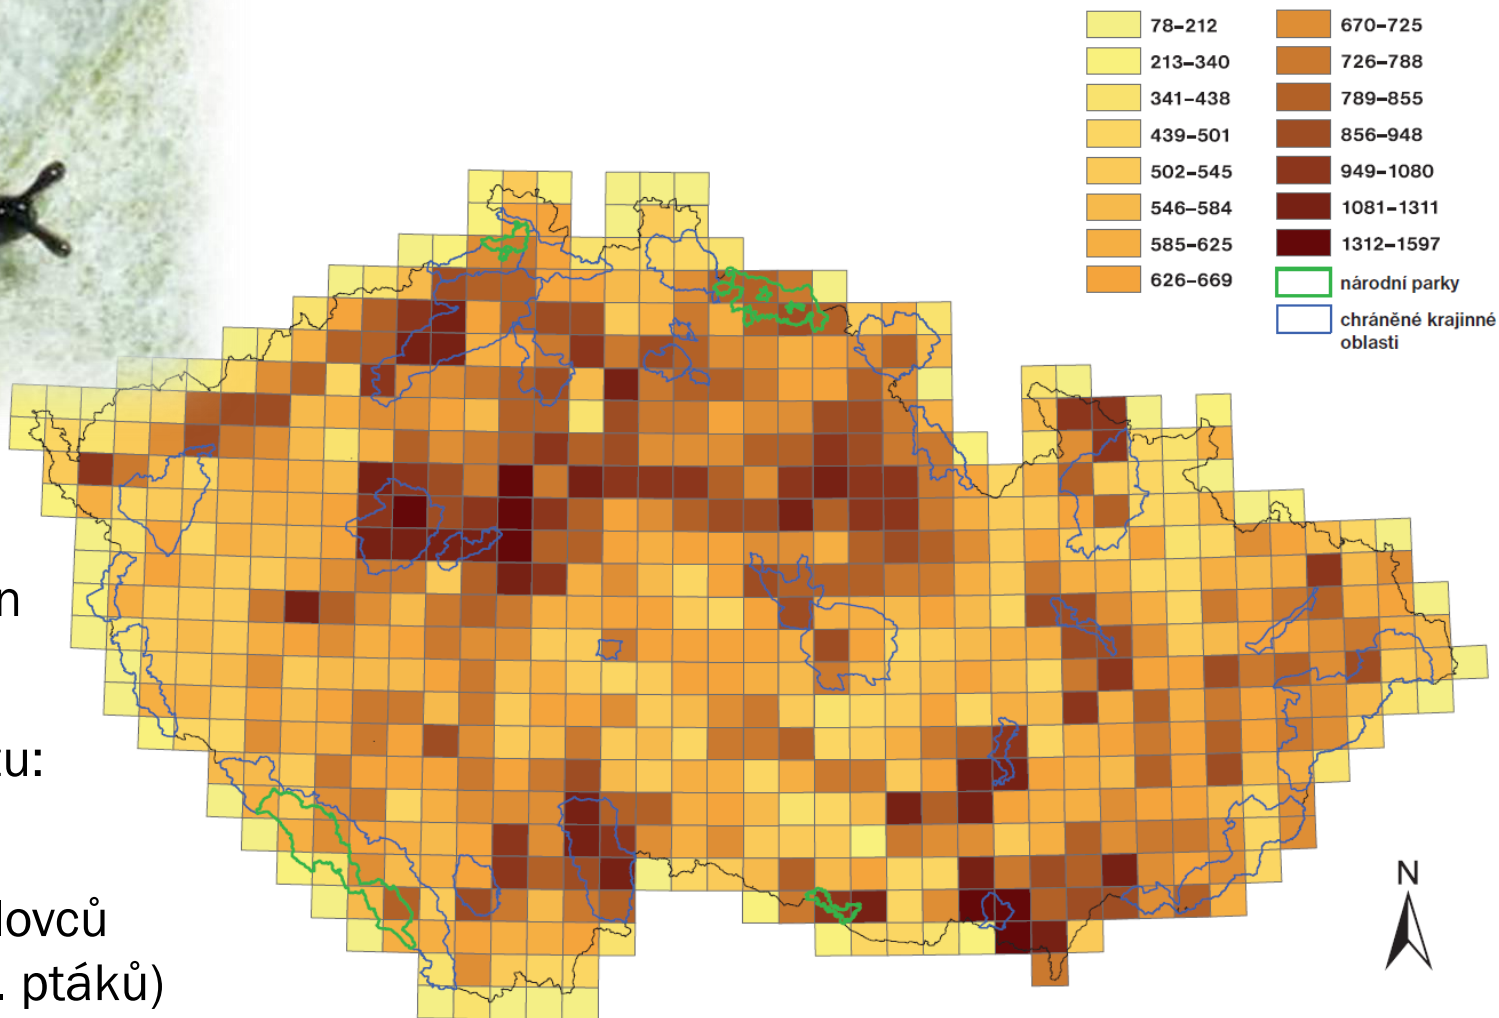 78–212
213–340
341–438
439–501
502–545
546–584
585–625
626–669
670–725
726–788
789–855
856–948
949–1080
1081–1311
1312–1597
národní parky
chráněné krajinné
oblasti
n
tu:
lovců
. ptáků)
N